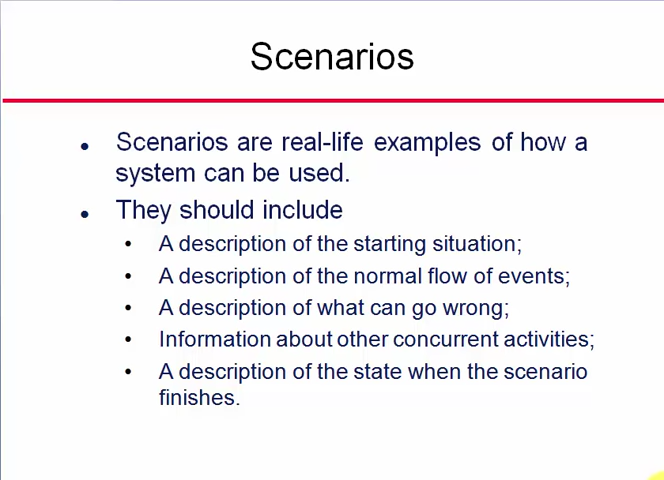 Scenarios
• Scenarios are real-life examples of how a
system can be used.
• They should include
• A description of the starting situation;
• A description of the normal flow of events;
• A description of what can go wrong;
• Information about other concurrent activities;
• A description of the state when the scenario
finishes.